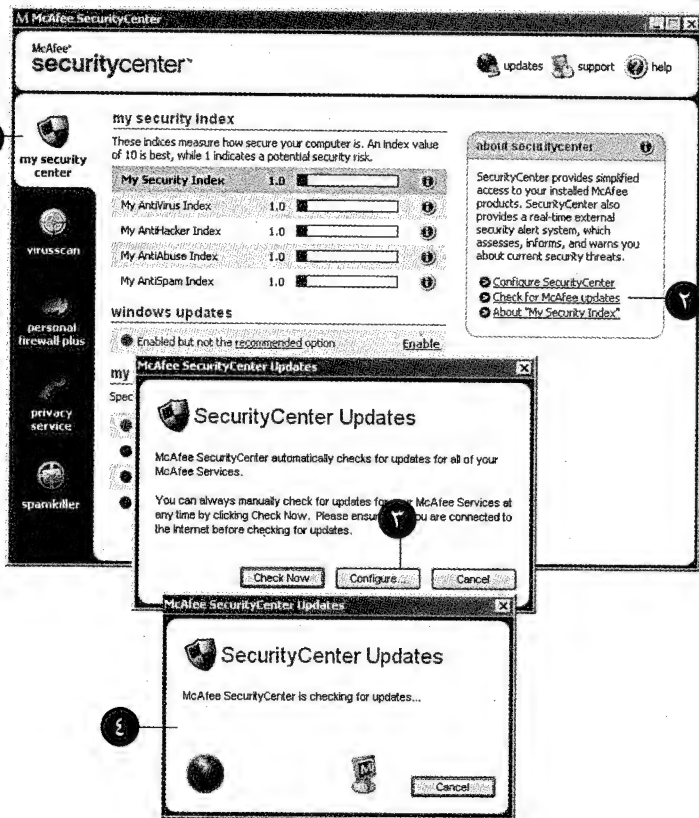 McAfee SecurityCenter
McAfee®
securitycenter™
updates support help
my security center
virusscan
personal firewall plus
privacy service
spamkiller
my security index
These indices measure how secure your computer is. An Index value
of 10 is best, while 1 indicates a potential security risk.
My Security Index 1.0
My AntiVirus Index 1.0
My AntiHacker Index 1.0
My AntiAbuse Index 1.0
My AntiSpam Index 1.0
windows updates
Enabled but not the recommended option Enable
my
Spec
about securitycenter
SecurityCenter provides simplified
access to your installed McAfee
products. SecurityCenter also
provides a real-time external
security alert system, which
assesses, informs, and warns you
about current security threats.
Configure SecurityCenter
Check for McAfee updates
About "My Security Index"
٢
McAfee SecurityCenter Updates
SecurityCenter Updates
McAfee SecurityCenter automatically checks for updates for all of your
McAfee Services.
You can always manually check for updates for your McAfee Services at
any time by clicking Check Now. Please ensure you are connected to
the Internet before checking for updates.
٣
Check Now Configure... Cancel
McAfee SecurityCenter Updates
SecurityCenter Updates
McAfee SecurityCenter is checking for updates...
٤
Cancel